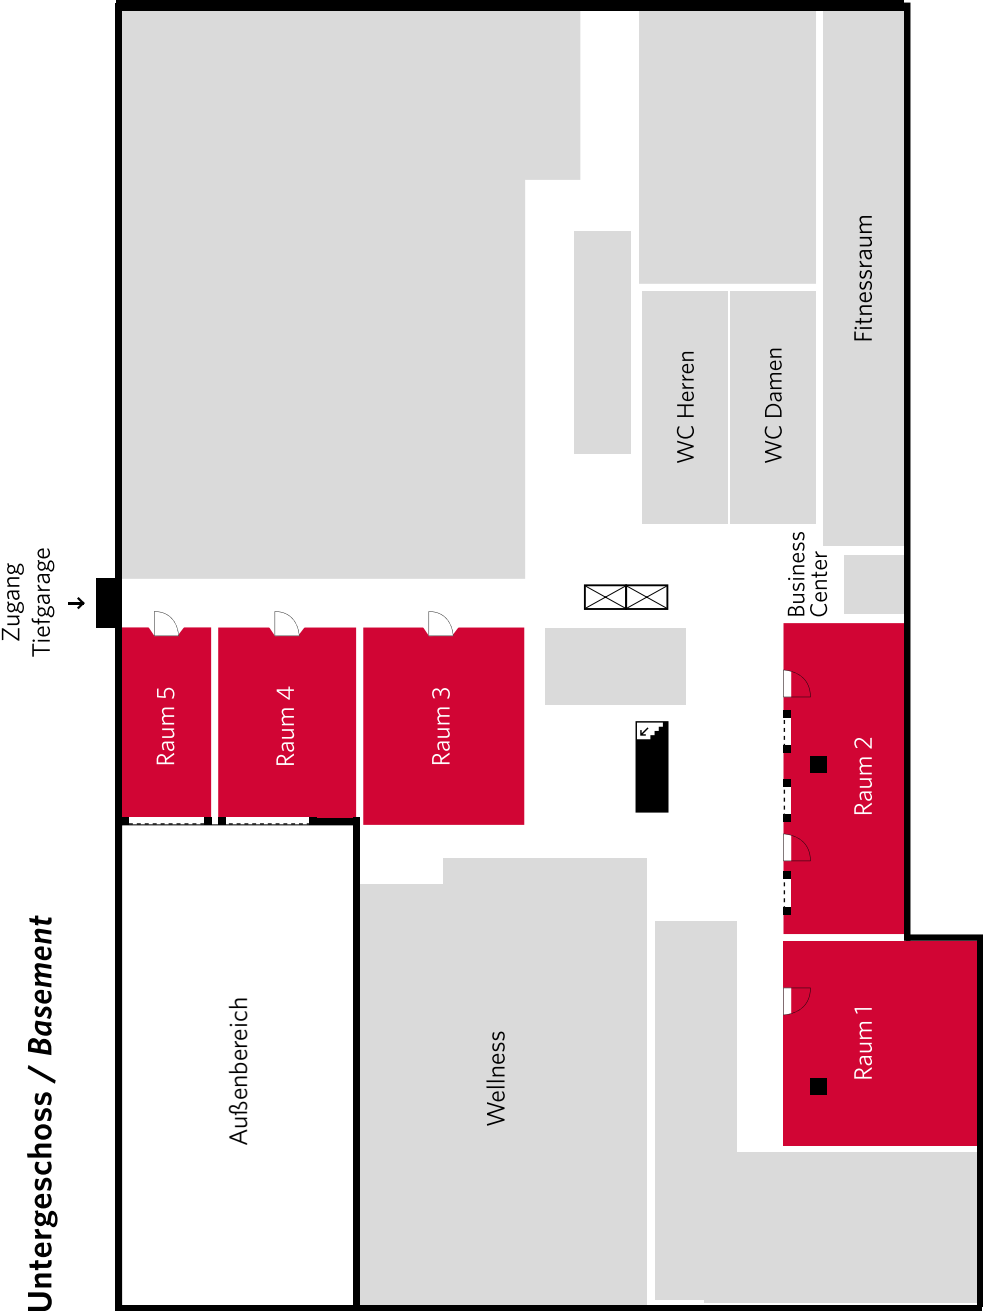 Untergeschoss / Basement
Zugang
Tiefgarage
Raum 5
Raum 4
Raum 3
Außenbereich
Wellness
WC Herren
WC Damen
Fitnessraum
Business
Center
Raum 2
Raum 1